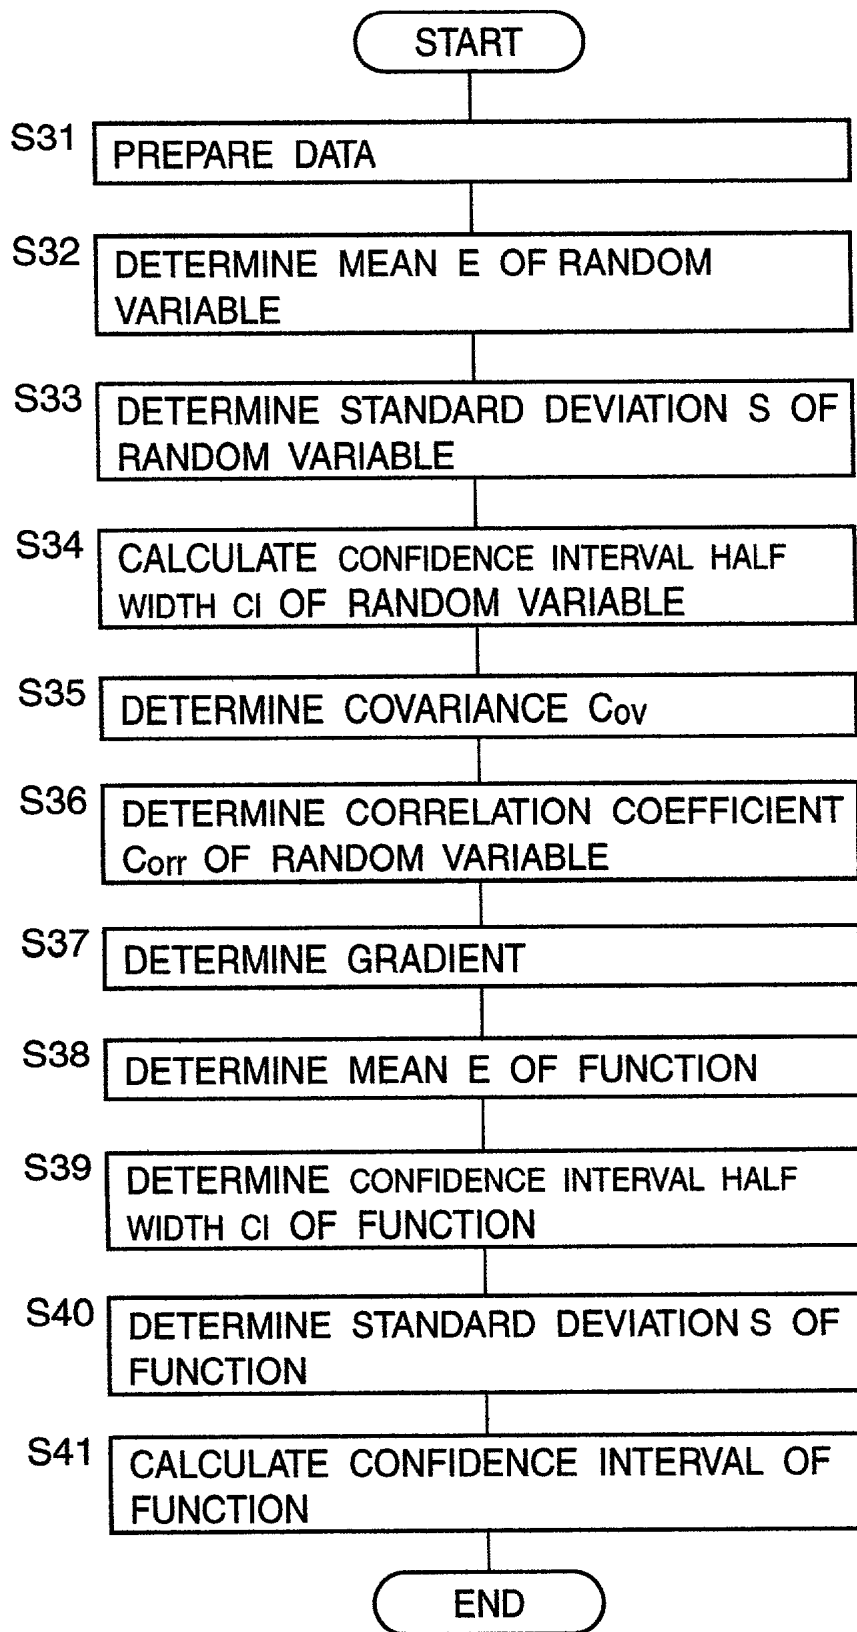 START
S31
PREPARE DATA
S32
DETERMINE MEAN E OF RANDOM
VARIABLE
S33
DETERMINE STANDARD DEVIATION S OF
RANDOM VARIABLE
S34
CALCULATE CONFIDENCE INTERVAL HALF
WIDTH CI OF RANDOM VARIABLE
S35
DETERMINE COVARIANCE Cov
S36
DETERMINE CORRELATION COEFFICIENT
Corr OF RANDOM VARIABLE
S37
DETERMINE GRADIENT
S38
DETERMINE MEAN E OF FUNCTION
S39
DETERMINE CONFIDENCE INTERVAL HALF
WIDTH CI OF FUNCTION
S40
DETERMINE STANDARD DEVIATION S OF
FUNCTION
S41
CALCULATE CONFIDENCE INTERVAL OF
FUNCTION
END